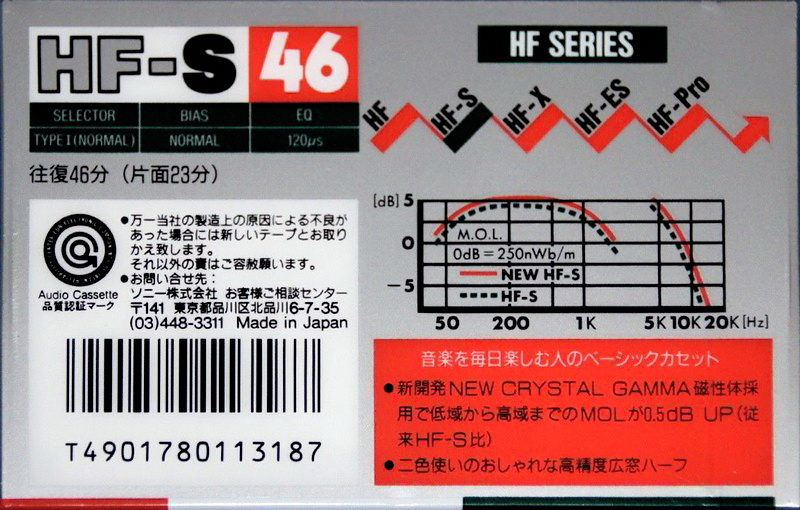 HF-S 46
SELECTOR BIAS EQ
TYPE I (NORMAL) NORMAL 120µs
往復46分（片面23分）
Audio Cassette
品質認証マーク
●万一当社の製造上の原因による不良が
あった場合には新しいテープとお取り
かえ致します。
それ以外の責はご容赦願います。
●お問い合せ先：
ソニー株式会社 お客様ご相談センター
〒141 東京都品川区北品川6-7-35
(03)448-3311 Made in Japan
T4901780113187
HF SERIES
HF HF-S HF-X HF-ES HF-Pro
[dB] 5
0
-5
M.O.L.
0dB=250nWb/m
NEW HF-S
HF-S
50 200 1K 5K 10K 20K [Hz]
音楽を毎日楽しむ人のベーシックカセット
●新開発NEW CRYSTAL GAMMA磁性体採
用で低域から高域までのMOLが0.5dB UP（従
来HF-S比）
●二色使いのおしゃれな高精度広窓ハーフ